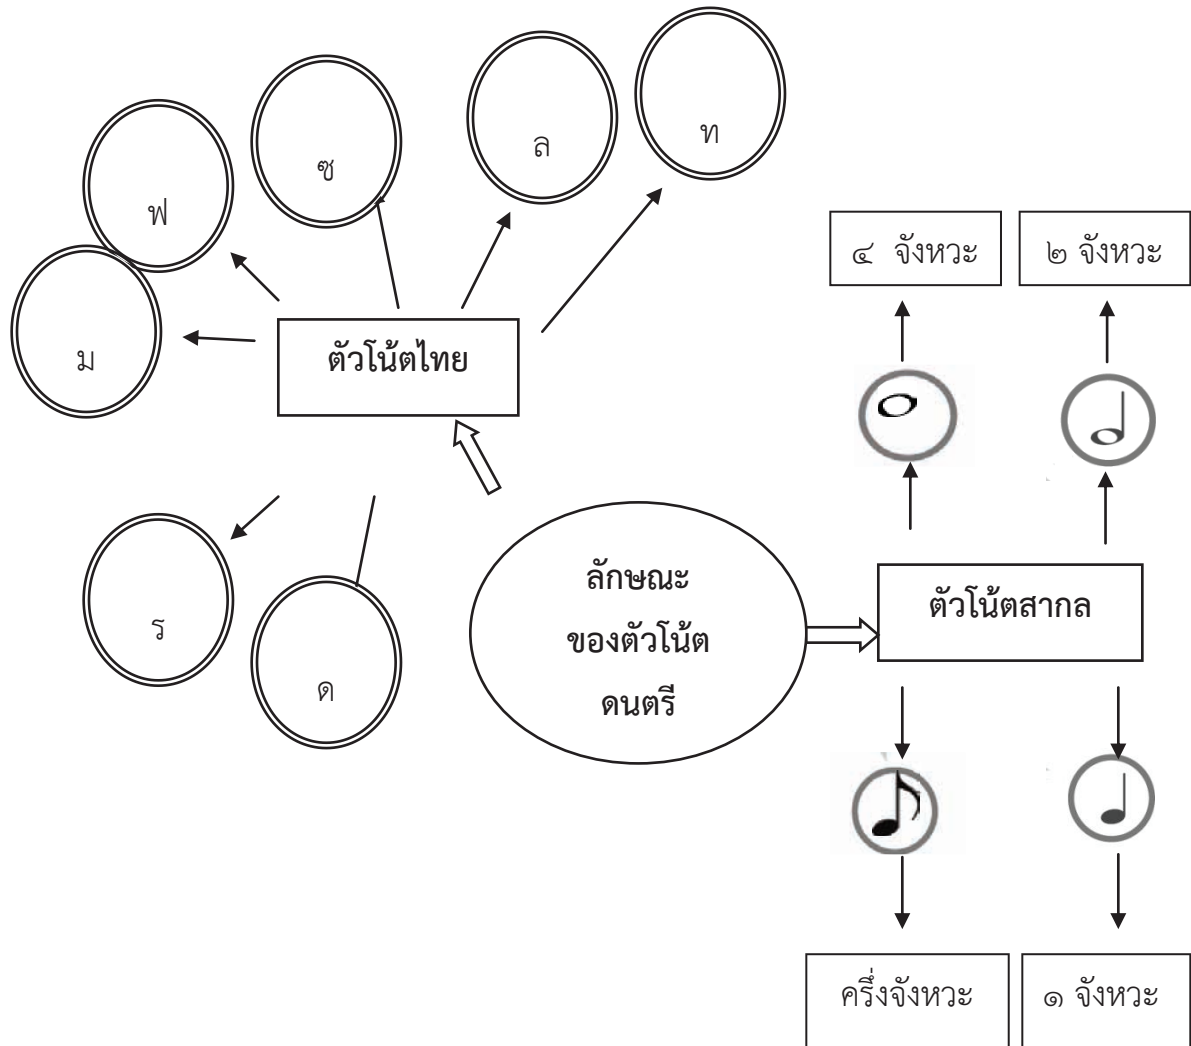 ฟ
ซ
ล
ท
ม
ตัวโน้ตไทย
ร
ด
ลักษณะ
ของตัวโน้ต
ดนตรี
๔ จังหวะ
๒ จังหวะ
ตัวโน้ตสากล
ครึ่งจังหวะ
๑ จังหวะ